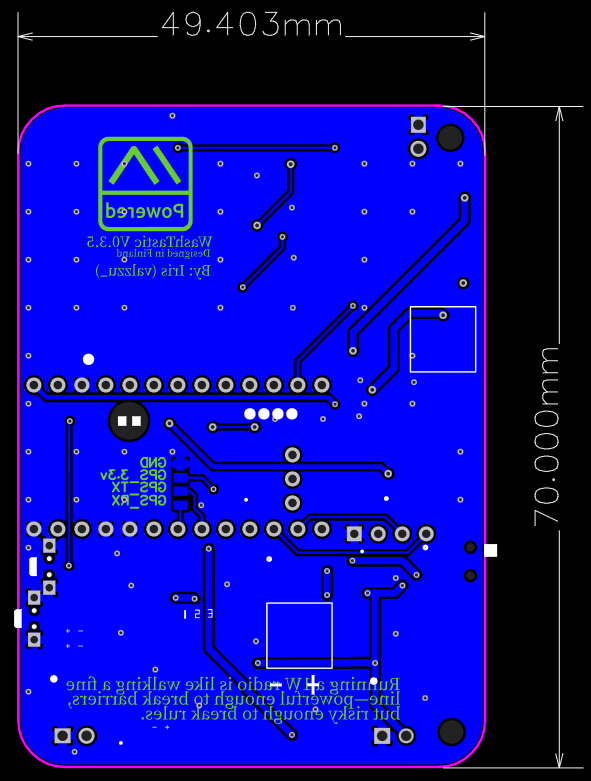 49.403mm
Powered
WashTastic V0.3.5
Designed in Finland
By: Iris (valzzu_)
70.000mm
GND
GPS_3.3v
GPS_TX
GPS_RX
- +
- +
Running a 1W radio is like walking a fine
line—powerful enough to break barriers,
but risky enough to break rules.
- +
- +